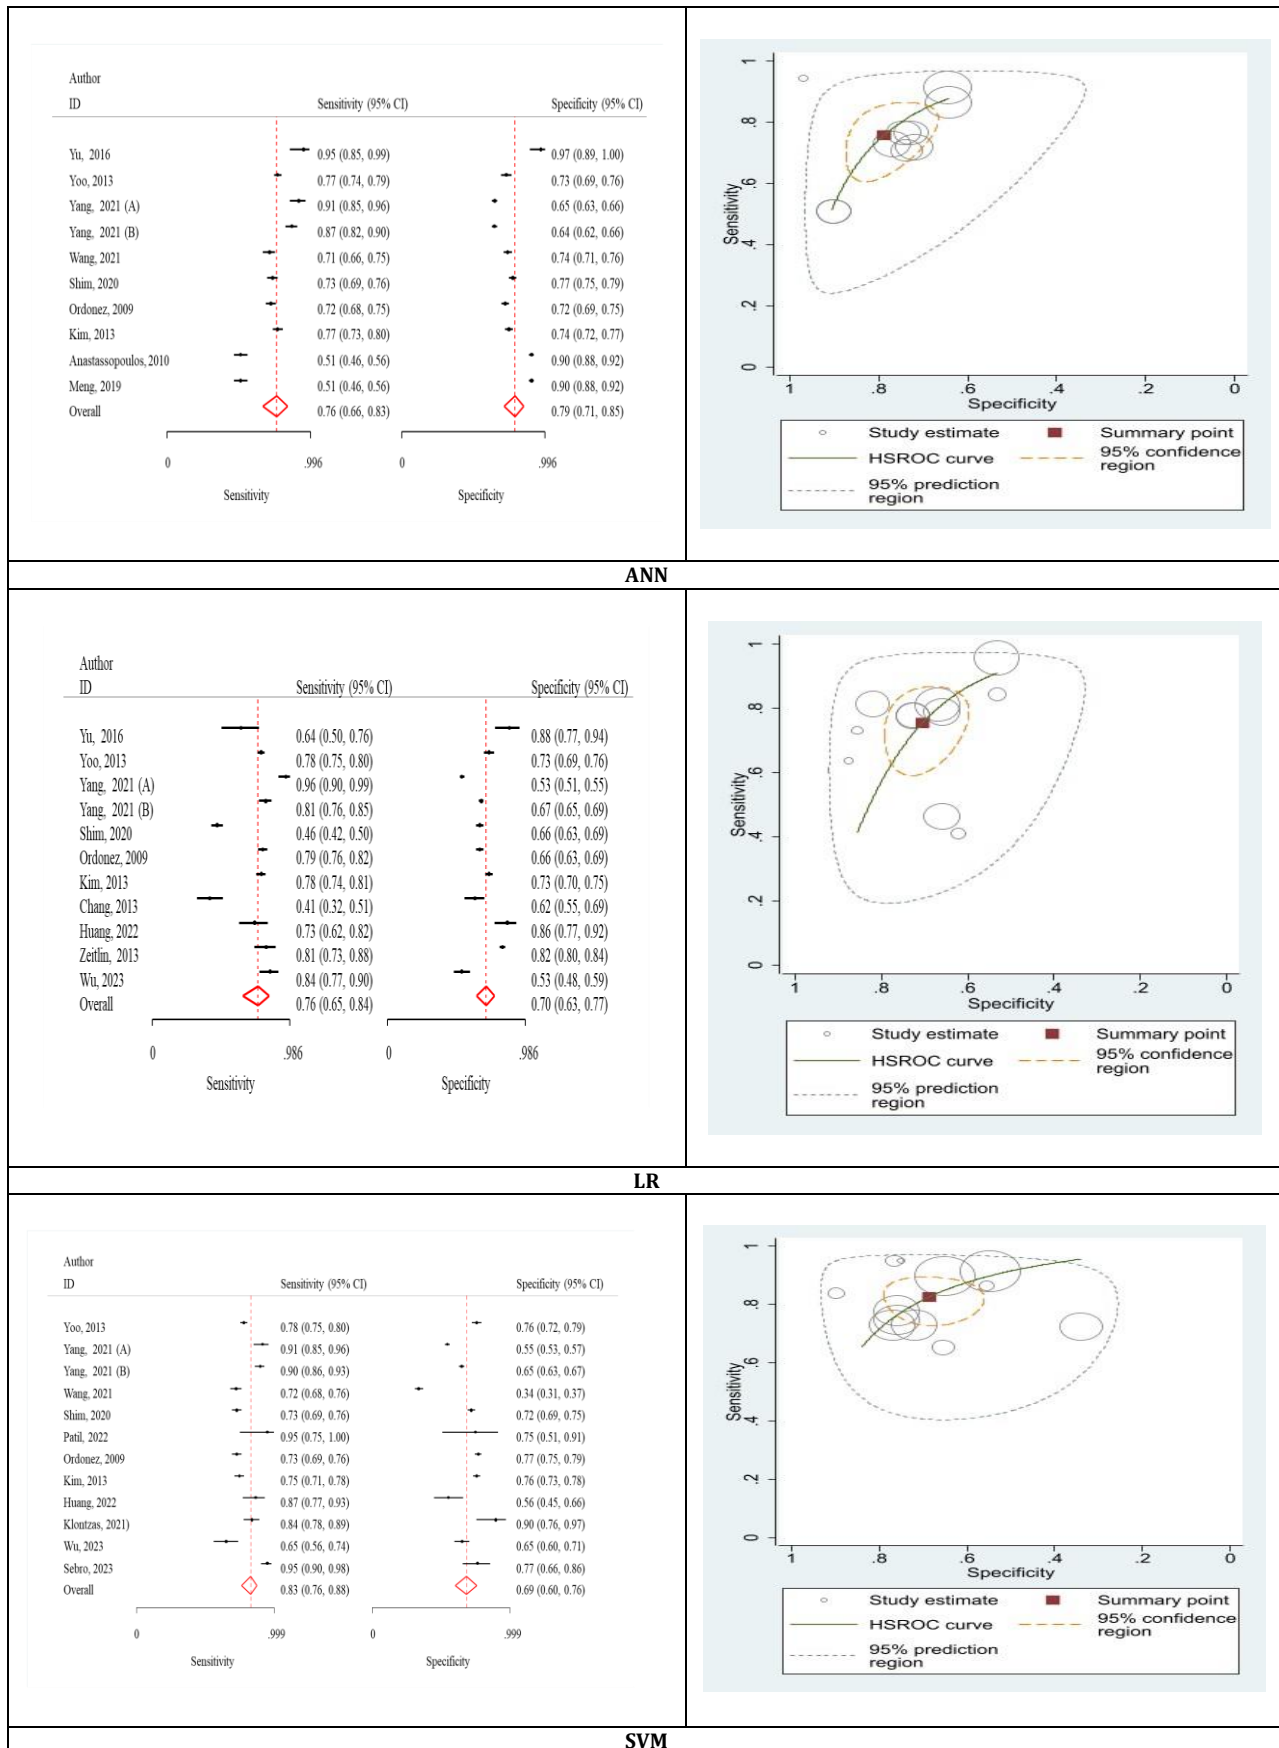 Author
ID Sensitivity (95% CI) Specificity (95% CI)
Yu, 2016 0.95 (0.85, 0.99) 0.97 (0.89, 1.00)
Yoo, 2013 0.77 (0.74, 0.79) 0.73 (0.69, 0.76)
Yang, 2021 (A) 0.91 (0.85, 0.96) 0.65 (0.63, 0.66)
Yang, 2021 (B) 0.87 (0.82, 0.90) 0.64 (0.62, 0.66)
Wang, 2021 0.71 (0.66, 0.75) 0.74 (0.71, 0.76)
Shim, 2020 0.73 (0.69, 0.76) 0.77 (0.75, 0.79)
Ordonez, 2009 0.72 (0.68, 0.75) 0.72 (0.69, 0.75)
Kim, 2013 0.77 (0.73, 0.80) 0.74 (0.72, 0.77)
Anastassopoulos, 2010 0.51 (0.46, 0.56) 0.90 (0.88, 0.92)
Meng, 2019 0.51 (0.46, 0.56) 0.90 (0.88, 0.92)
Overall 0.76 (0.66, 0.83) 0.79 (0.71, 0.85)
0 .996 0 .996
Sensitivity Specificity
Sensitivity
1
.8
.6
.4
.2
0
1 .8 .6 .4 .2 0
Specificity
Study estimate Summary point
HSROC curve 95% confidence
region
95% prediction
region
ANN
Author
ID Sensitivity (95% CI) Specificity (95% CI)
Yu, 2016 0.64 (0.50, 0.76) 0.88 (0.77, 0.94)
Yoo, 2013 0.78 (0.75, 0.80) 0.73 (0.69, 0.76)
Yang, 2021 (A) 0.96 (0.90, 0.99) 0.53 (0.51, 0.55)
Yang, 2021 (B) 0.81 (0.76, 0.85) 0.67 (0.65, 0.69)
Shim, 2020 0.46 (0.42, 0.50) 0.66 (0.63, 0.69)
Ordonez, 2009 0.79 (0.76, 0.82) 0.66 (0.63, 0.69)
Kim, 2013 0.78 (0.74, 0.81) 0.73 (0.70, 0.75)
Chang, 2013 0.41 (0.32, 0.51) 0.62 (0.55, 0.69)
Huang, 2022 0.73 (0.62, 0.82) 0.86 (0.77, 0.92)
Zeitlin, 2013 0.81 (0.73, 0.88) 0.82 (0.80, 0.84)
Wu, 2023 0.84 (0.77, 0.90) 0.53 (0.48, 0.59)
Overall 0.76 (0.65, 0.84) 0.70 (0.63, 0.77)
0 .986 0 .986
Sensitivity Specificity
Sensitivity
1
.8
.6
.4
.2
0
1 .8 .6 .4 .2 0
Specificity
Study estimate Summary point
HSROC curve 95% confidence
region
95% prediction
region
LR
Author
ID Sensitivity (95% CI) Specificity (95% CI)
Yoo, 2013 0.78 (0.75, 0.80) 0.76 (0.72, 0.79)
Yang, 2021 (A) 0.91 (0.85, 0.96) 0.55 (0.53, 0.57)
Yang, 2021 (B) 0.90 (0.86, 0.93) 0.65 (0.63, 0.67)
Wang, 2021 0.72 (0.68, 0.76) 0.34 (0.31, 0.37)
Shim, 2020 0.73 (0.69, 0.76) 0.72 (0.69, 0.75)
Patil, 2022 0.95 (0.75, 1.00) 0.75 (0.51, 0.91)
Ordonez, 2009 0.73 (0.69, 0.76) 0.77 (0.75, 0.79)
Kim, 2013 0.75 (0.71, 0.78) 0.76 (0.73, 0.78)
Huang, 2022 0.87 (0.77, 0.93) 0.56 (0.45, 0.66)
Klontzas, 2021) 0.84 (0.78, 0.89) 0.90 (0.76, 0.97)
Wu, 2023 0.65 (0.56, 0.74) 0.65 (0.60, 0.71)
Sebro, 2023 0.95 (0.90, 0.98) 0.77 (0.66, 0.86)
Overall 0.83 (0.76, 0.88) 0.69 (0.60, 0.76)
0 .999 0 .999
Sensitivity Specificity
Sensitivity
1
.8
.6
.4
.2
0
1 .8 .6 .4 .2 0
Specificity
Study estimate Summary point
HSROC curve 95% confidence
region
95% prediction
region
SVM